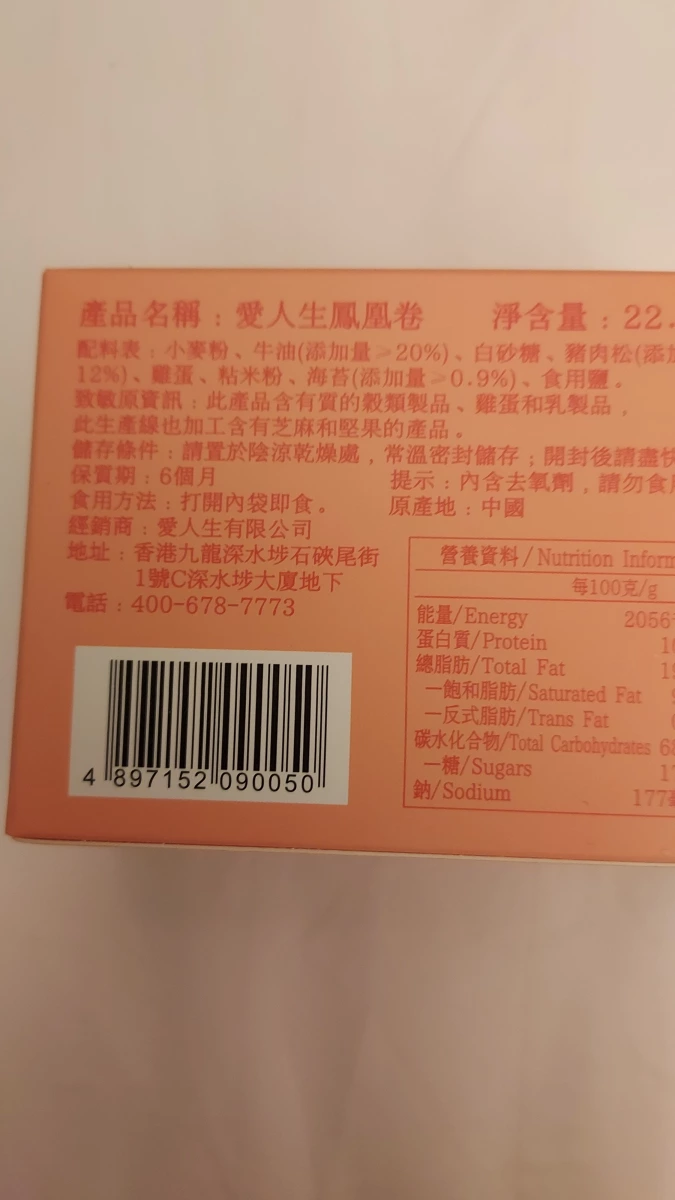 產品名稱：愛人生鳳凰卷 淨含量：22.
配料表：小麥粉、牛油(添加量≥20%)、白砂糖、豬肉松(添加
12%)、雞蛋、粘米粉、海苔(添加量≥0.9%)、食用鹽。
致敏原資訊：此產品含有質的穀類製品、雞蛋和乳製品，
此生產線也加工含有芝麻和堅果的產品。
儲存條件：請置於陰涼乾燥處，常溫密封儲存；開封後請盡快
保質期：6個月 提示：內含去氧劑，請勿食用
食用方法：打開內袋即食。 原產地：中國
經銷商：愛人生有限公司
地址：香港九龍深水埗石硤尾街
1號C深水埗大廈地下
電話：400-678-7773
營養資料/Nutrition Inform
每100克/g
能量/Energy 2056
蛋白質/Protein
總脂肪/Total Fat
—飽和脂肪/Saturated Fat
—反式脂肪/Trans Fat
碳水化合物/Total Carbohydrates 68
—糖/Sugars 17
鈉/Sodium 177毫
4 897152 090050